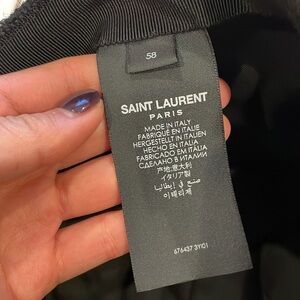 58
SAINT LAURENT
PARIS
MADE IN ITALY
FABRIQUÉ EN ITALIE
HERGESTELLT IN ITALIEN
HECHO EN ITALIA
FABRICADO EM ITÁLIA
СДЕЛАНО В ИТАЛИИ
产地:意大利
イタリア製
صنع في إيطاليا
이태리제
676437 3YI01